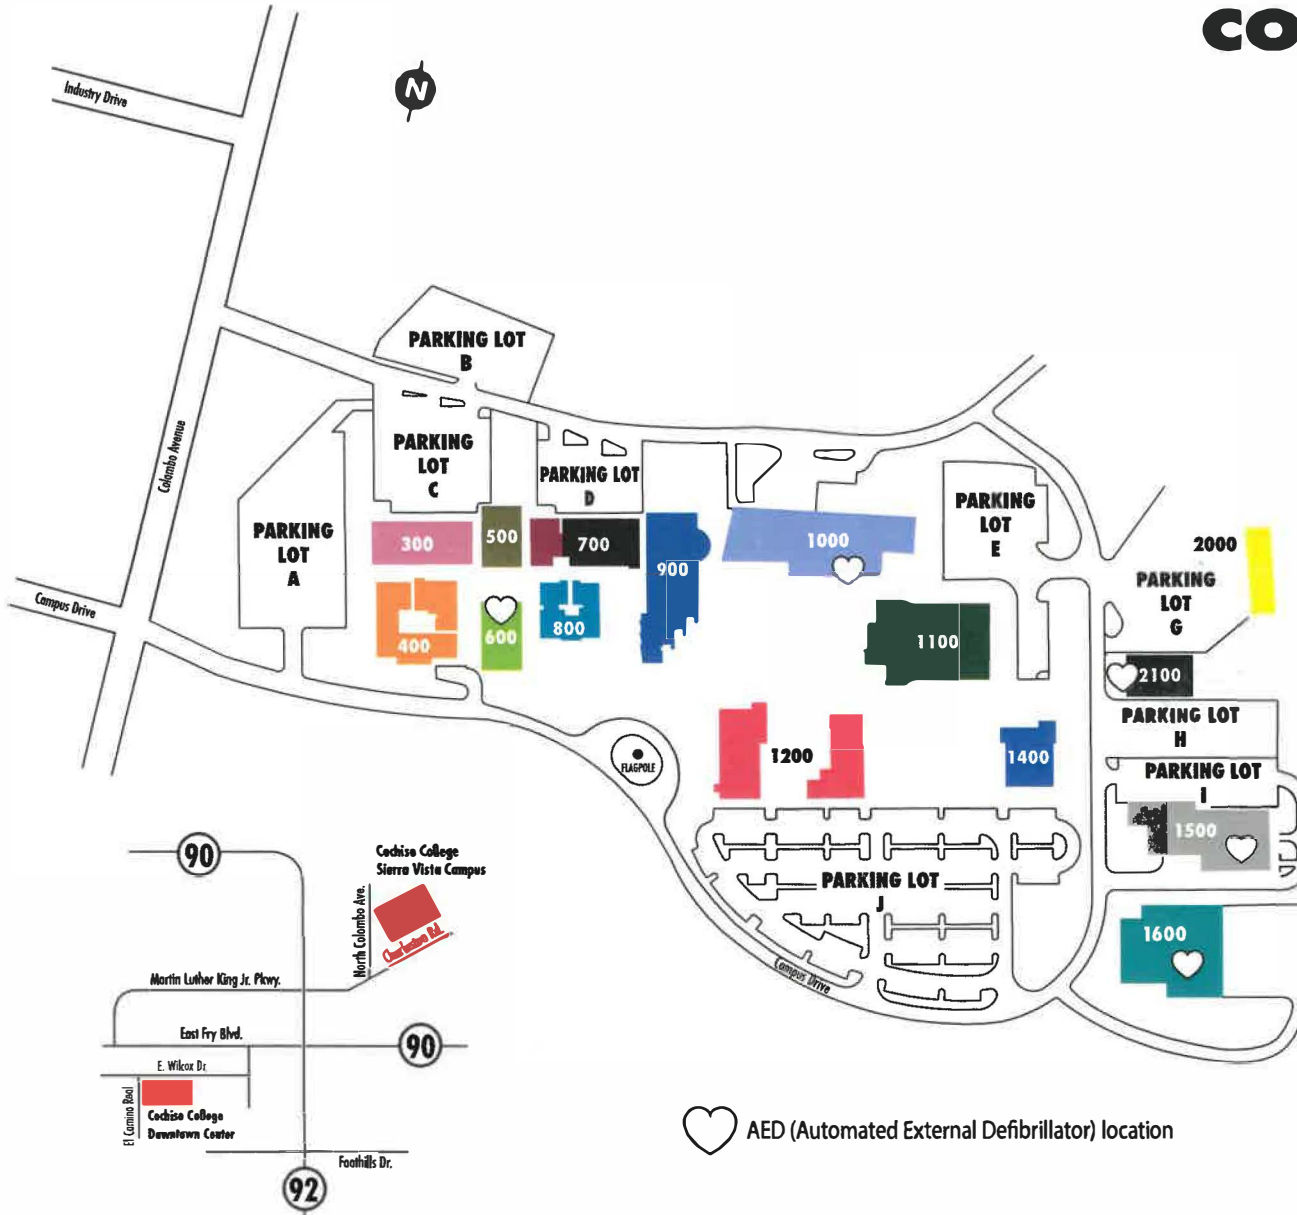 CO
Industry Drive
N
Colombo Avenue
Campus Drive
PARKING LOT
B
PARKING
LOT
C
PARKING LOT
D
PARKING
LOT
A
PARKING
LOT
E
300
500
700
900
1000
400
600
800
1100
2000
PARKING
LOT
G
2100
PARKING LOT
H
PARKING LOT
i
1200
1400
1500
FLAGPOLE
PARKING LOT
J
1600
Campus Drive
90
Cochise College
Sierra Vista Campus
North Colombo Ave.
Charleston Rd.
Martin Luther King Jr. Pkwy.
East Fry Blvd.
90
E. Wilcox Dr.
El Camino Real
Cochise College
Downtown Center
Foothills Dr.
92
AED (Automated External Defibrillator) location